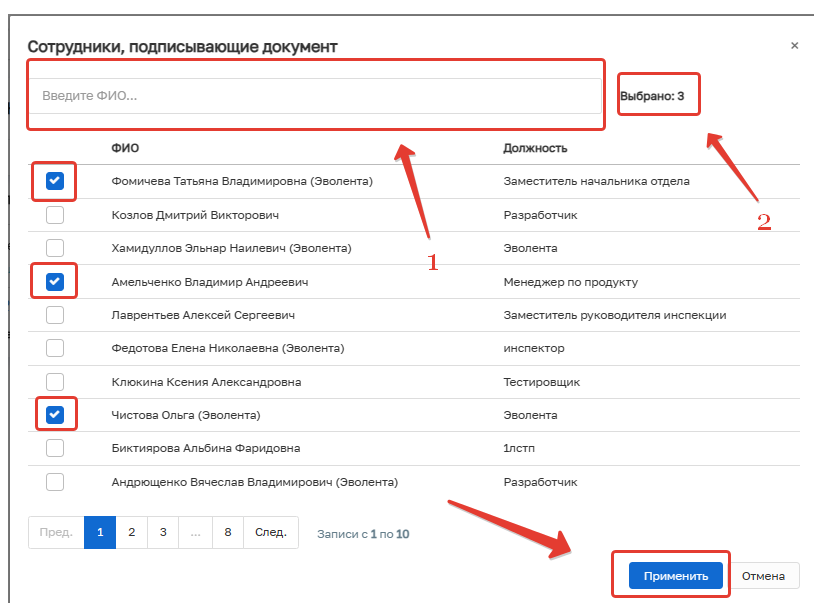 Сотрудники, подписывающие документ ×
Введите ФИО... Выбрано: 3
ФИО Должность
Фомичева Татьяна Владимировна (Эволента) Заместитель начальника отдела
2
Козлов Дмитрий Викторович Разработчик
Хамидуллов Эльнар Наилевич (Эволента) Эволента
1
Амельченко Владимир Андреевич Менеджер по продукту
Лаврентьев Алексей Сергеевич Заместитель руководителя инспекции
Федотова Елена Николаевна (Эволента) инспектор
Клюкина Ксения Александровна Тестировщик
Чистова Ольга (Эволента) Эволента
Биктиярова Альбина Фаридовна 1лстп
Андрющенко Вячеслав Владимирович (Эволента) Разработчик
Пред. 1 2 3 ... 8 След. Записи с 1 по 10
Применить Отмена